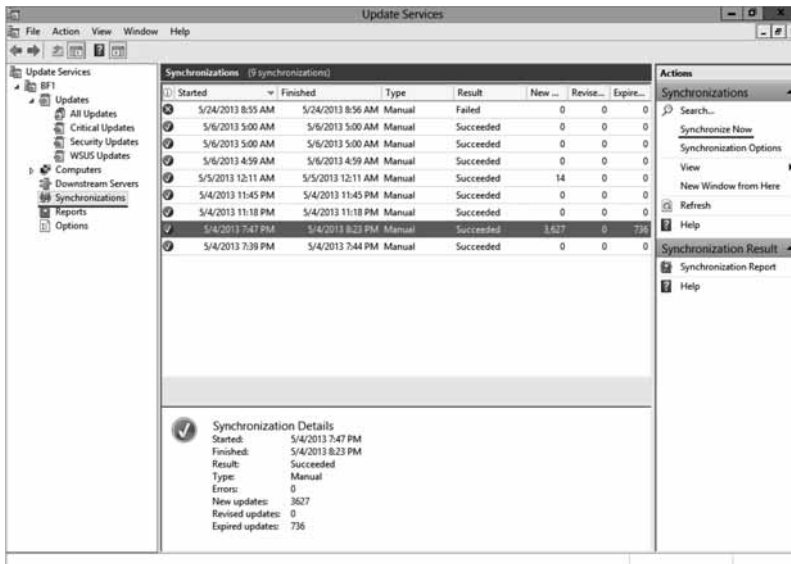 Update Services
File Action View Window Help
Update Services
BF1
Updates
All Updates
Critical Updates
Security Updates
WSUS Updates
Computers
Downstream Servers
Synchronizations
Reports
Options
Synchronizations (9 synchronizations)
Started Finished Type Result New ... Revise... Expire...
5/24/2013 8:55 AM 5/24/2013 8:56 AM Manual Failed 0 0 0
5/6/2013 5:00 AM 5/6/2013 5:00 AM Manual Succeeded 0 0 0
5/6/2013 5:00 AM 5/6/2013 5:00 AM Manual Succeeded 0 0 0
5/6/2013 4:59 AM 5/6/2013 4:59 AM Manual Succeeded 0 0 0
5/5/2013 12:11 AM 5/5/2013 12:11 AM Manual Succeeded 14 0 0
5/4/2013 11:45 PM 5/4/2013 11:45 PM Manual Succeeded 0 0 0
5/4/2013 11:18 PM 5/4/2013 11:18 PM Manual Succeeded 0 0 0
5/4/2013 7:47 PM 5/4/2013 8:23 PM Manual Succeeded 3,627 0 736
5/4/2013 7:39 PM 5/4/2013 7:44 PM Manual Succeeded 0 0 0
Synchronization Details
Started: 5/4/2013 7:47 PM
Finished: 5/4/2013 8:23 PM
Result: Succeeded
Type: Manual
Errors: 0
New updates: 3627
Revised updates: 0
Expired updates: 736
Actions
Synchronizations
Search...
Synchronize Now
Synchronization Options
View
New Window from Here
Refresh
Help
Synchronization Result
Synchronization Report
Help